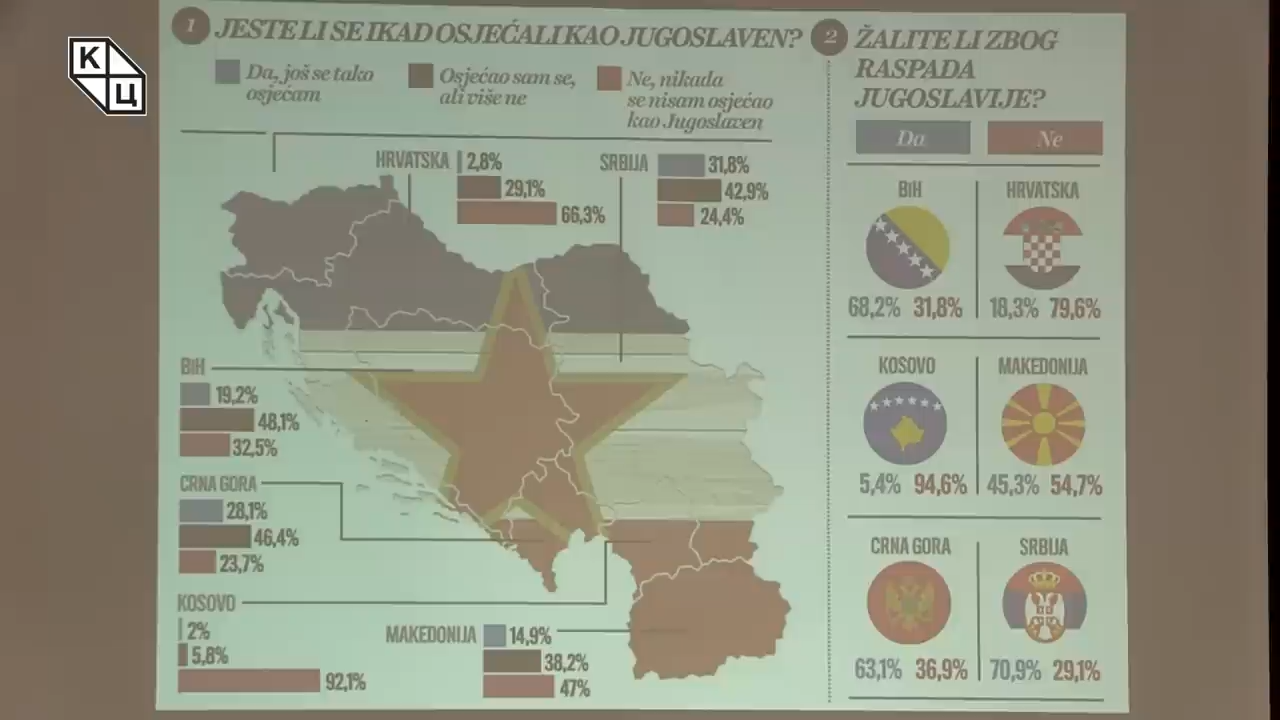 К
Ц
1 JESTE LI SE IKAD OSJEĆALI KAO JUGOSLAVEN?
Da, još se tako
osjećam
Osjećao sam se,
ali više ne
Ne, nikada
se nisam osjećao
kao Jugoslaven
HRVATSKA
2,8%
29,1%
66,3%
SRBIJA
31,8%
42,9%
24,4%
BiH
19,2%
48,1%
32,5%
CRNA GORA
28,1%
46,4%
23,7%
KOSOVO
2%
5,8%
92,1%
MAKEDONIJA
14,9%
38,2%
47%
2 ŽALITE LI ZBOG
RASPADA
JUGOSLAVIJE?
Da Ne
BiH HRVATSKA
68,2% 31,8% 18,3% 79,6%
KOSOVO MAKEDONIJA
5,4% 94,6% 45,3% 54,7%
CRNA GORA SRBIJA
63,1% 36,9% 70,9% 29,1%